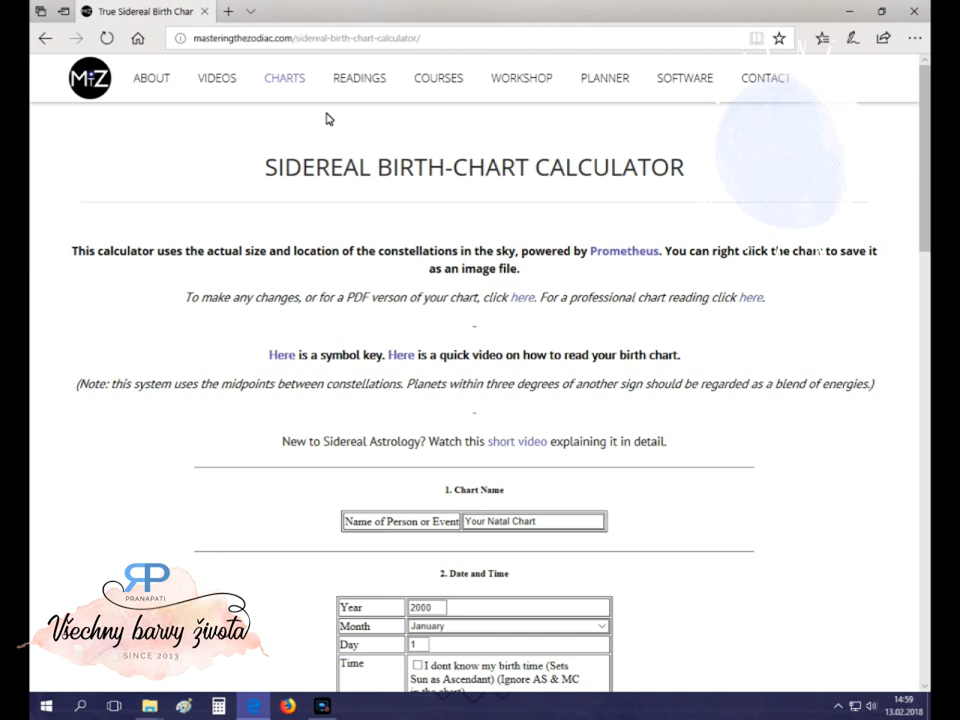 True Sidereal Birth Char
masteringthezodiac.com/sidereal-birth-chart-calculator/
MTZ
ABOUT VIDEOS CHARTS READINGS COURSES WORKSHOP PLANNER SOFTWARE CONTACT
SIDEREAL BIRTH-CHART CALCULATOR
This calculator uses the actual size and location of the constellations in the sky, powered by Prometheus. You can right click the chart to save it
as an image file.
To make any changes, or for a PDF verson of your chart, click here. For a professional chart reading click here.
-
Here is a symbol key. Here is a quick video on how to read your birth chart.
(Note: this system uses the midpoints between constellations. Planets within three degrees of another sign should be regarded as a blend of energies.)
-
New to Sidereal Astrology? Watch this short video explaining it in detail.
1. Chart Name
Name of Person or Event Your Natal Chart
2. Date and Time
Year 2000
Month January
Day 1
Time I dont know my birth time (Sets
Sun as Ascendant) (Ignore AS & MC
in the chart)
RP
PRANAPATI
Všechny barvy života
SINCE 2013
14:59
13.02.2018